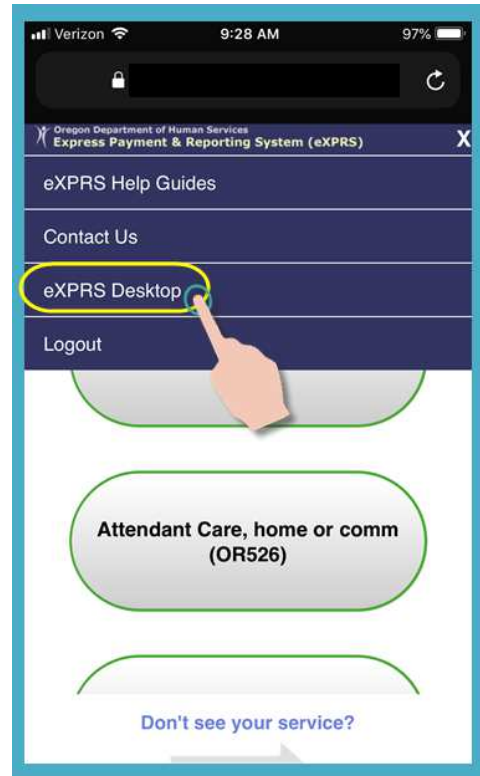 Verizon 9:28 AM 97%
Oregon Department of Human Services
Express Payment & Reporting System (eXPRS) X
eXPRS Help Guides
Contact Us
eXPRS Desktop
Logout
Attendant Care, home or comm
(OR526)
Don't see your service?